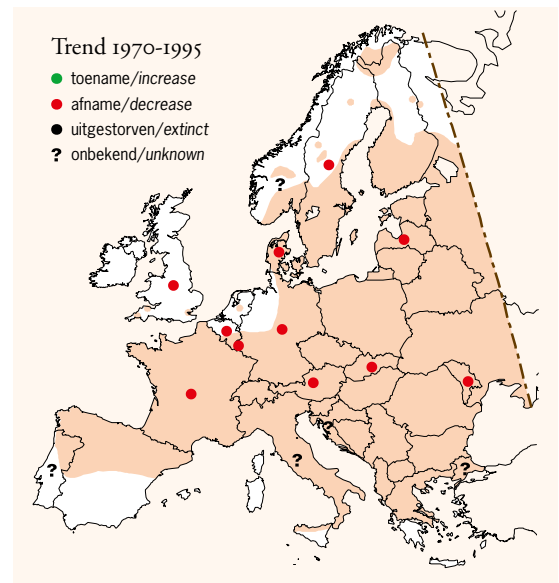 Trend 1970-1995
toename/increase
afname/decrease
uitgestorven/extinct
? onbekend/unknown
?
?
?
?
?